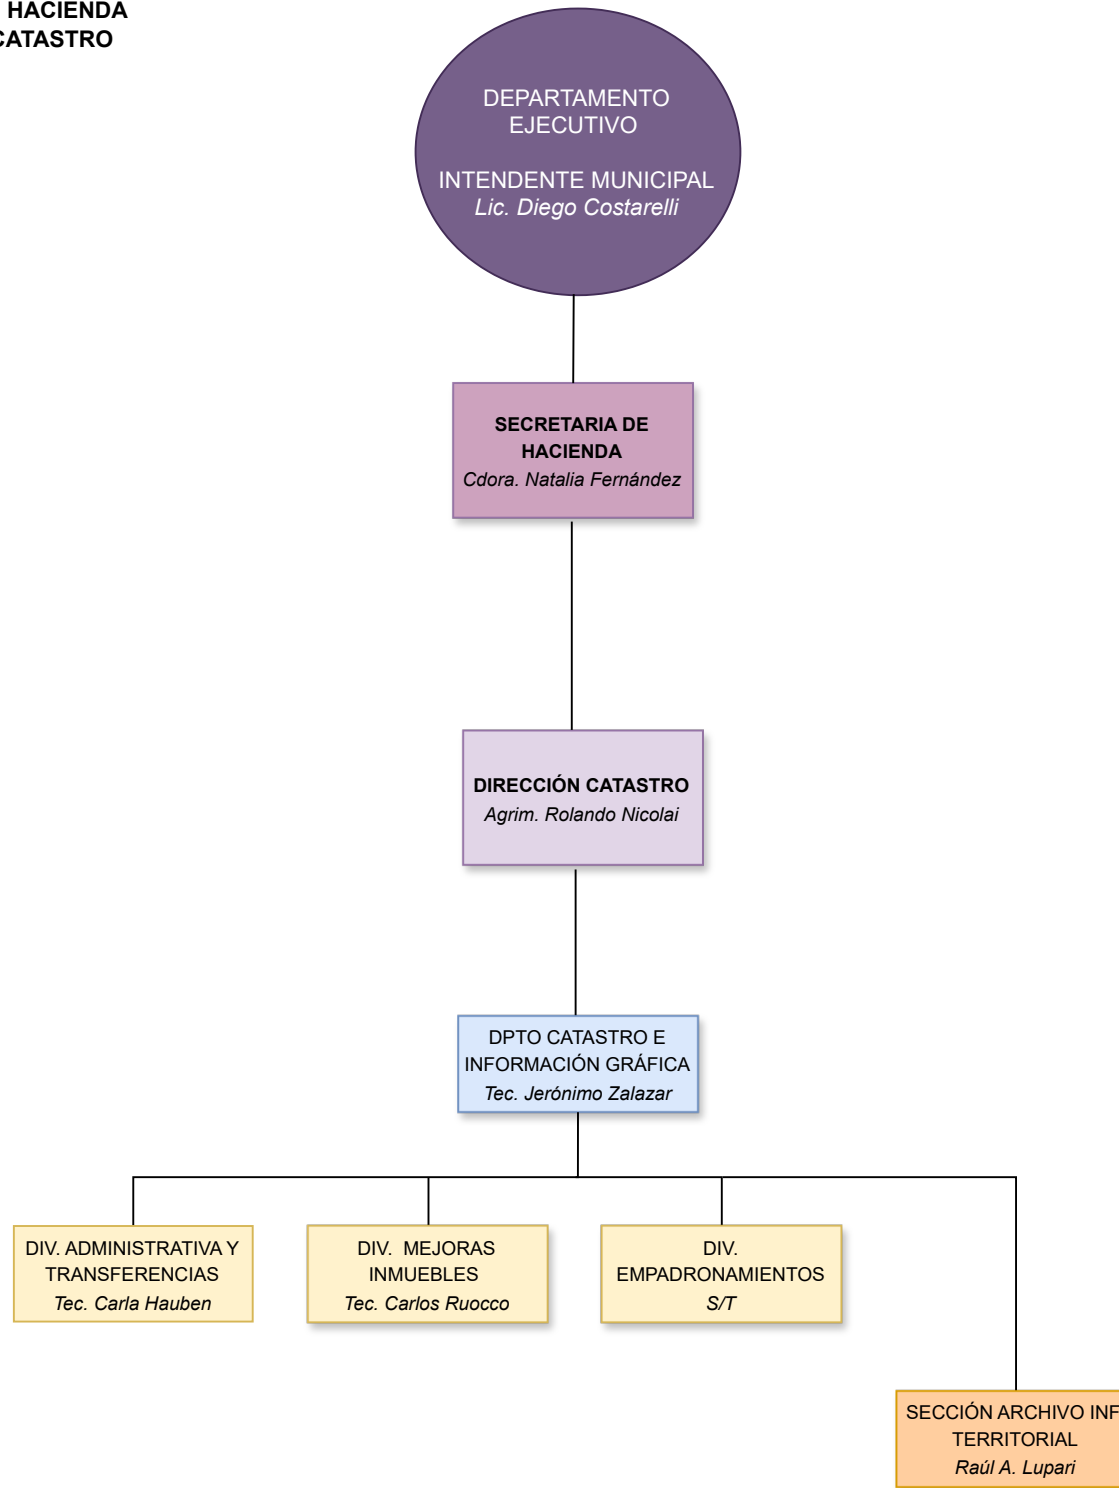 HACIENDA
CATASTRO
DEPARTAMENTO
EJECUTIVO
INTENDENTE MUNICIPAL
Lic. Diego Costarelli
SECRETARIA DE
HACIENDA
Cdora. Natalia Fernández
DIRECCIÓN CATASTRO
Agrim. Rolando Nicolai
DPTO CATASTRO E
INFORMACIÓN GRÁFICA
Tec. Jerónimo Zalazar
DIV. ADMINISTRATIVA Y
TRANSFERENCIAS
Tec. Carla Hauben
DIV. MEJORAS
INMUEBLES
Tec. Carlos Ruocco
DIV.
EMPADRONAMIENTOS
S/T
SECCIÓN ARCHIVO INF
TERRITORIAL
Raúl A. Lupari